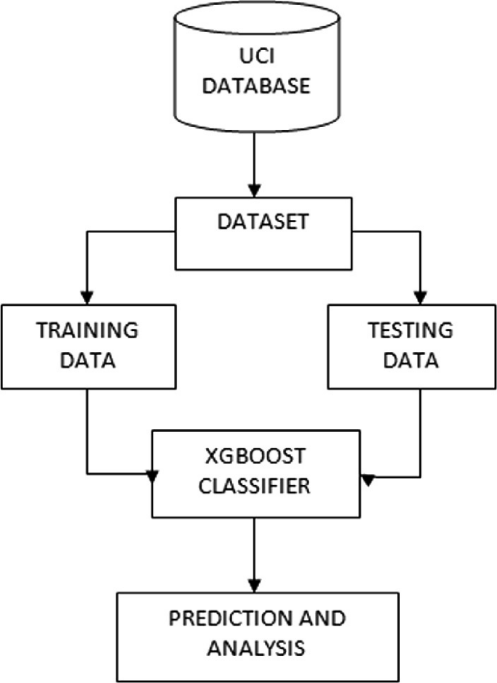 UCI
DATABASE
DATASET
TRAINING
DATA
TESTING
DATA
XGBOOST
CLASSIFIER
PREDICTION AND
ANALYSIS